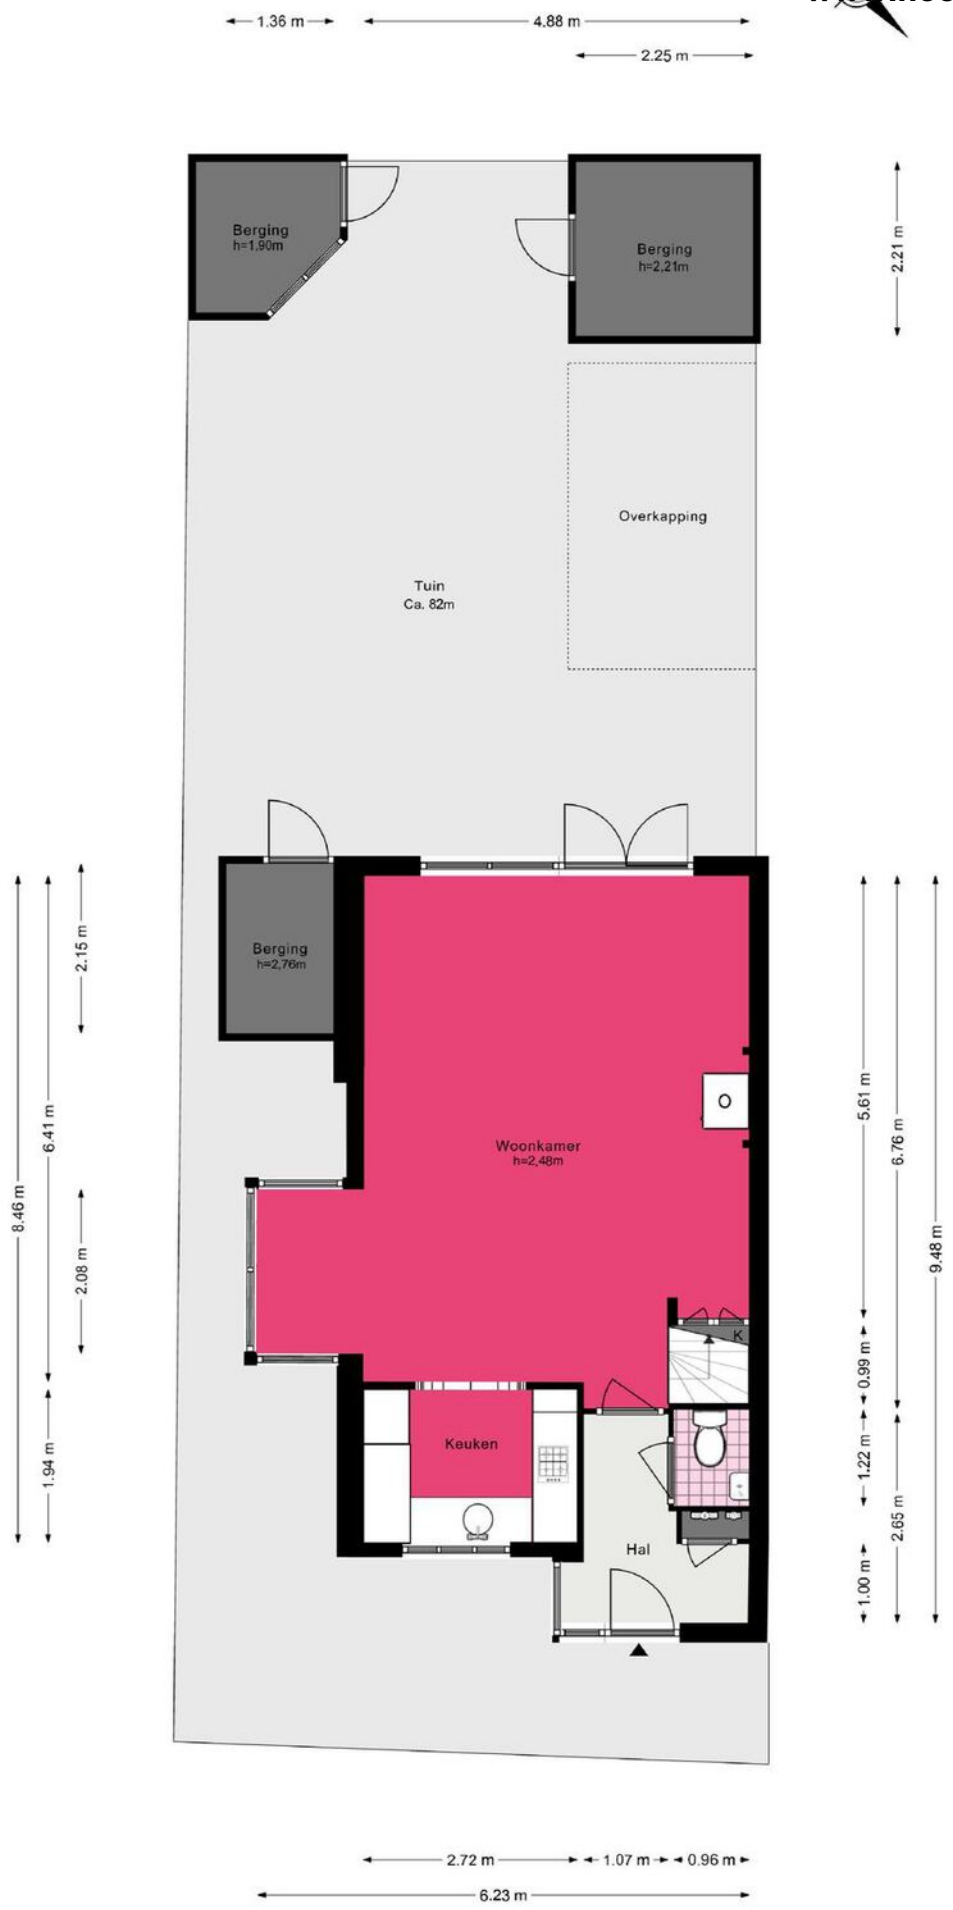 1.36 m
4.88 m
2.25 m
Berging
h=1,90m
Berging
h=2,21m
2.21 m
Overkapping
Tuin
Ca. 82m
Berging
h=2,76m
2.15 m
6.41 m
8.46 m
2.08 m
1.94 m
Woonkamer
h=2,48m
5.61 m
6.76 m
9.48 m
K
0.99 m
Keuken
1.22 m
2.65 m
Hal
1.00 m
2.72 m
1.07 m
0.96 m
6.23 m